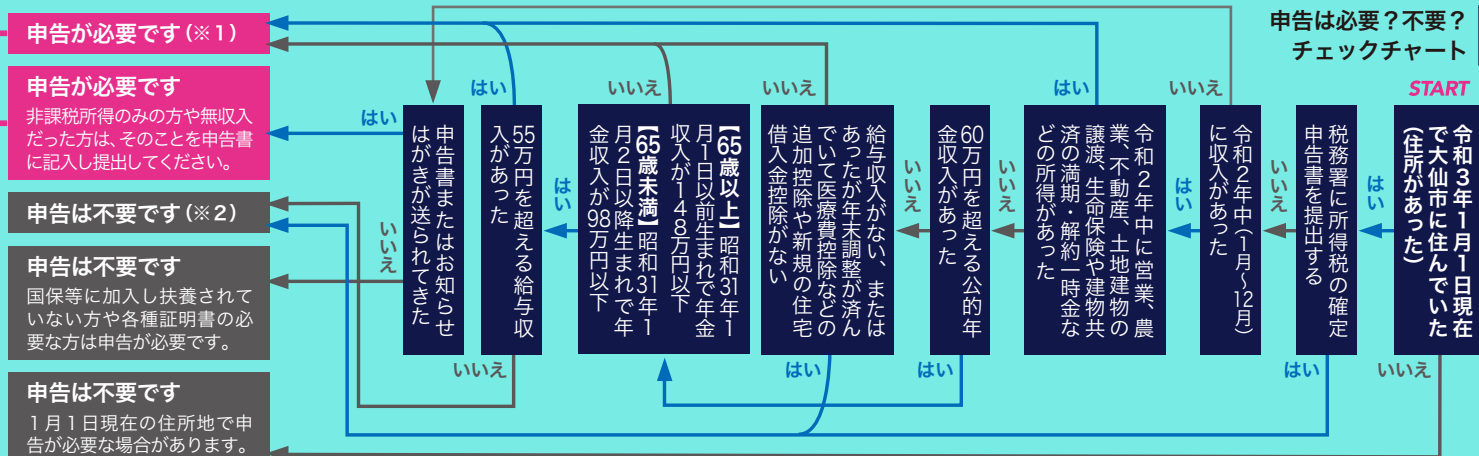 申告は必要？不要？
チェックチャート
START
令和３年１月１日現在
で大仙市に住んでいた
（住所があった）
はい
いいえ
税務署に所得税の確定
申告書を提出する
いいえ
はい
令和２年中（１月～12月）
に収入があった
いいえ
はい
令和２年中に営業、農
業、不動産、土地建物の
譲渡、生命保険や建物共
済の満期・解約一時金な
どの所得があった
はい
いいえ
60万円を超える公的年
金収入があった
いいえ
はい
給与収入がない、または
あったが年末調整が済ん
でいて医療費控除などの
追加控除や新規の住宅
借入金控除がない
いいえ
はい
【65歳以上】昭和31年１
月１日以前生まれで年金
収入が１４８万円以下
【65歳未満】昭和31年１
月２日以降生まれで年
金収入が98万円以下
いいえ
はい
55万円を超える給与収
入があった
はい
いいえ
申告書またはお知らせ
はがきが送られてきた
はい
いいえ
申告が必要です（※１）
申告が必要です
非課税所得のみの方や無収入
だった方は、そのことを申告書
に記入し提出してください。
申告は不要です（※２）
申告は不要です
国保等に加入し扶養されて
いない方や各種証明書の必
要な方は申告が必要です。
申告は不要です
１月１日現在の住所地で申
告が必要な場合があります。